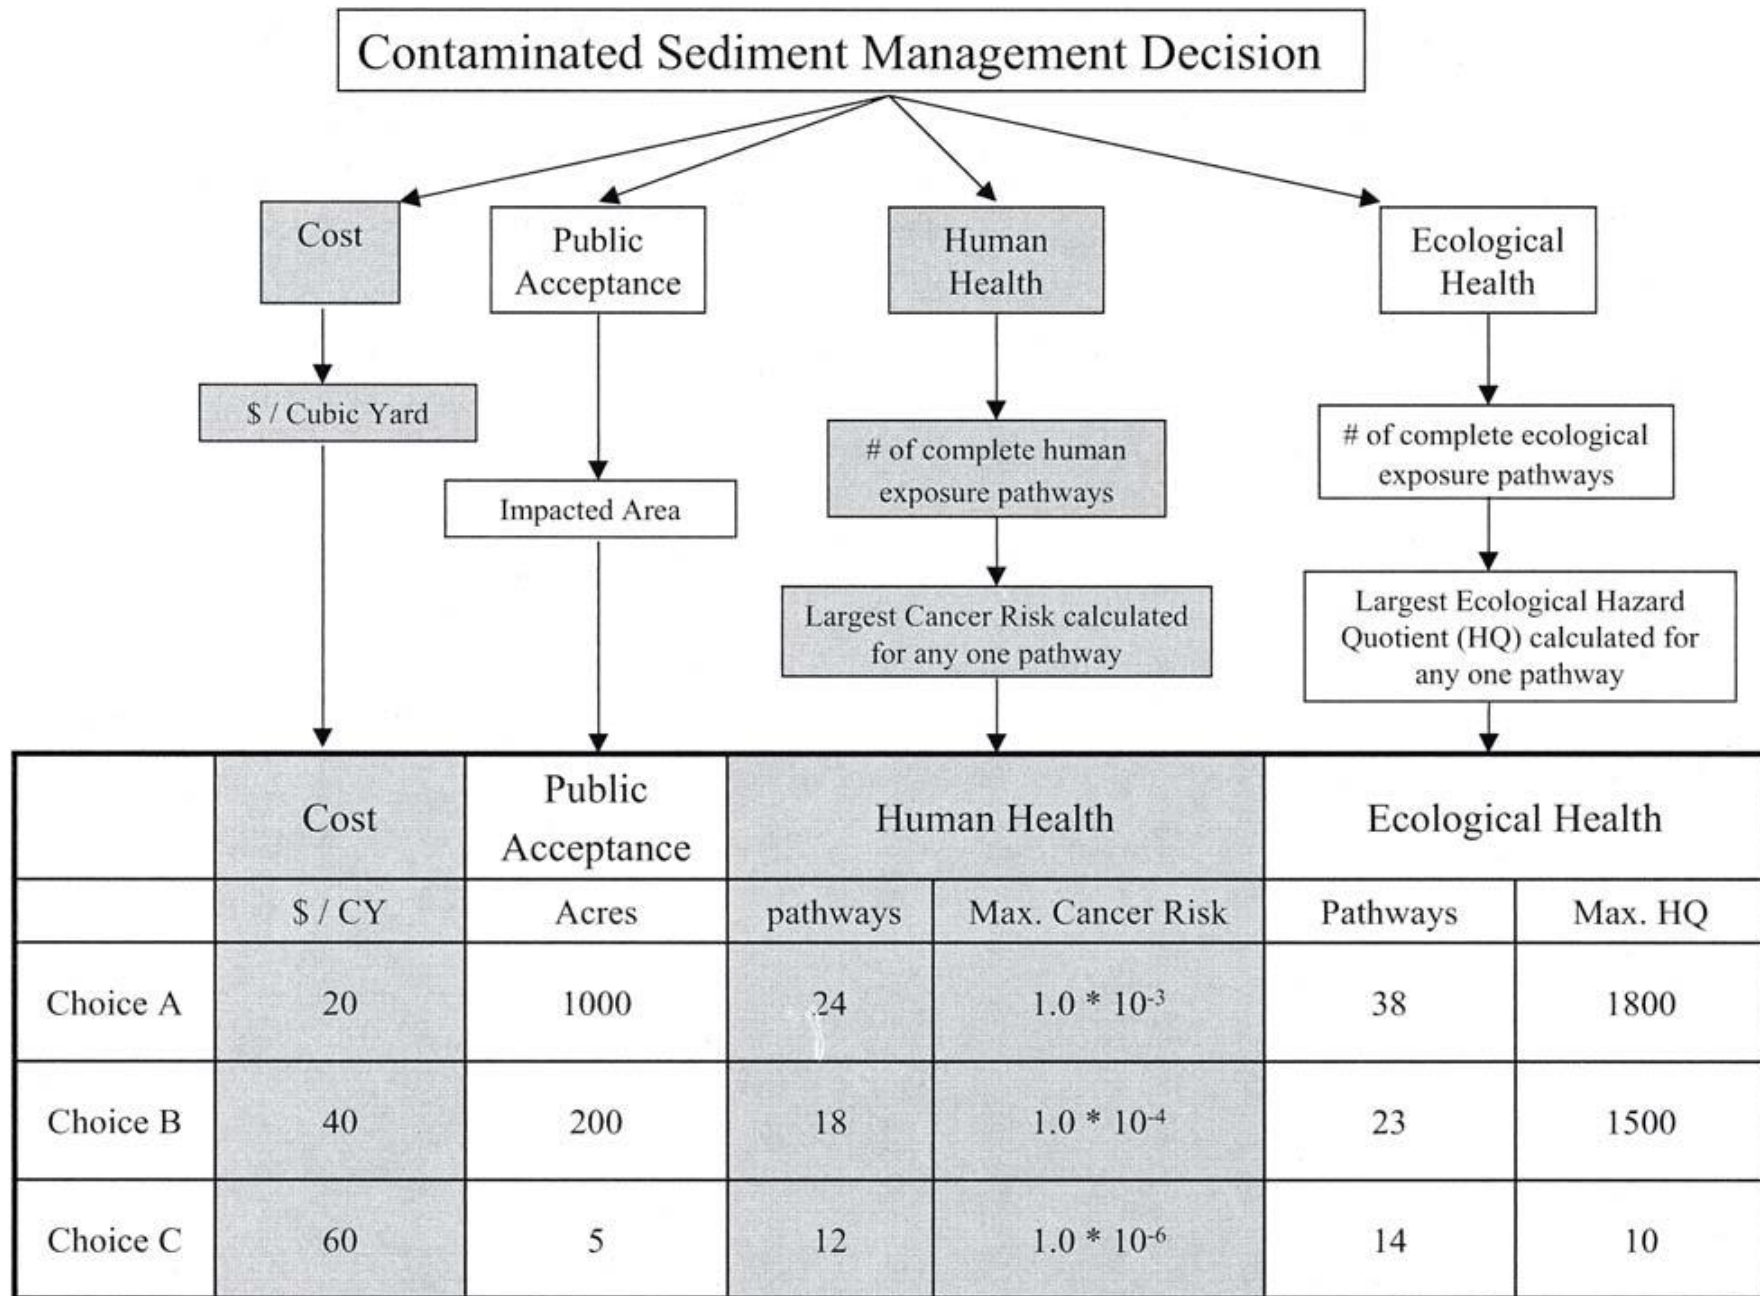 Contaminated Sediment Management Decision
Cost
Public
Acceptance
Human
Health
Ecological
Health
$ / Cubic Yard
Impacted Area
# of complete human
exposure pathways
# of complete ecological
exposure pathways
Largest Cancer Risk calculated
for any one pathway
Largest Ecological Hazard
Quotient (HQ) calculated for
any one pathway
Cost Public Acceptance Human Health Ecological Health
$ / CY Acres pathways Max. Cancer Risk Pathways Max. HQ
Choice A 20 1000 24 1.0 * 10⁻³ 38 1800
Choice B 40 200 18 1.0 * 10⁻⁴ 23 1500
Choice C 60 5 12 1.0 * 10⁻⁶ 14 10